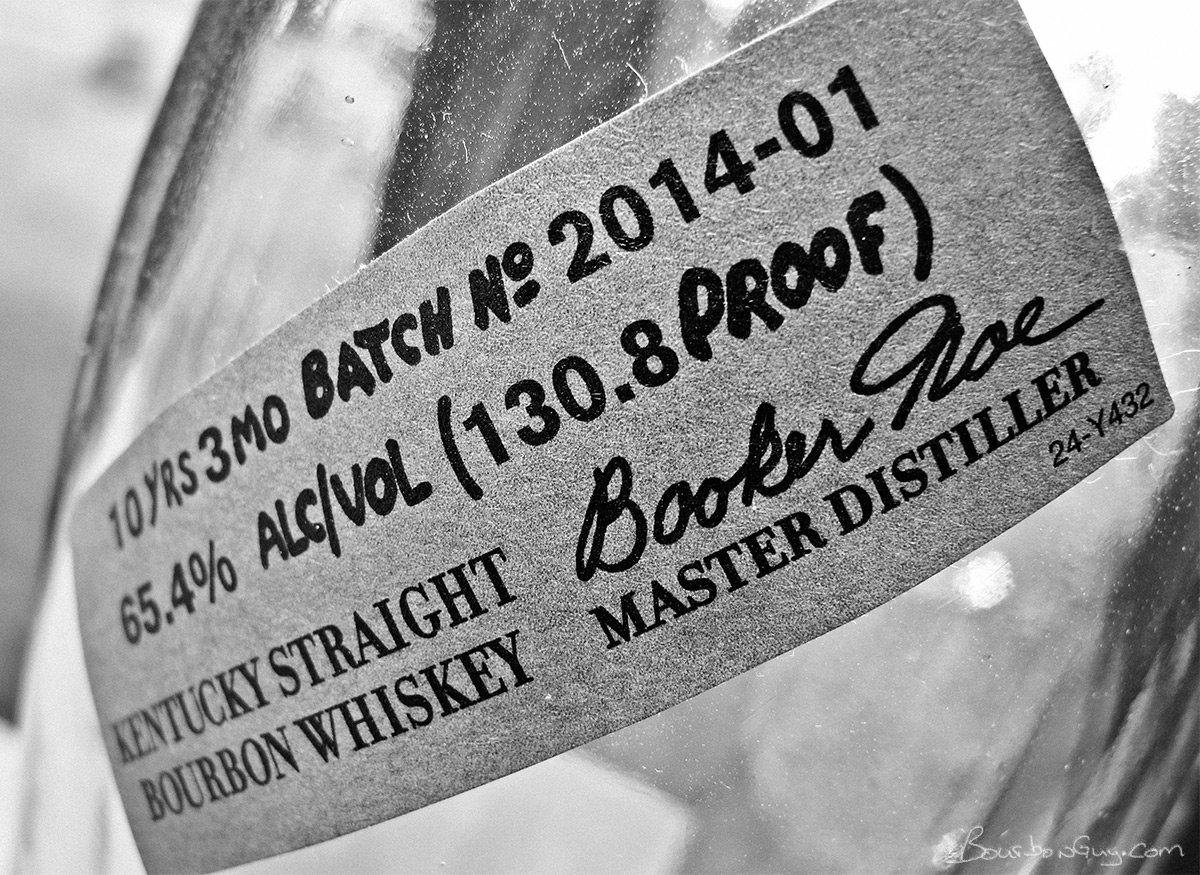 10 YRS 3 MO BATCH Nº 2014-01
65.4% ALC/VOL (130.8 PROOF)
KENTUCKY STRAIGHT
BOURBON WHISKEY
Booker Noe
MASTER DISTILLER
24-Y432
BourbonGuy.com